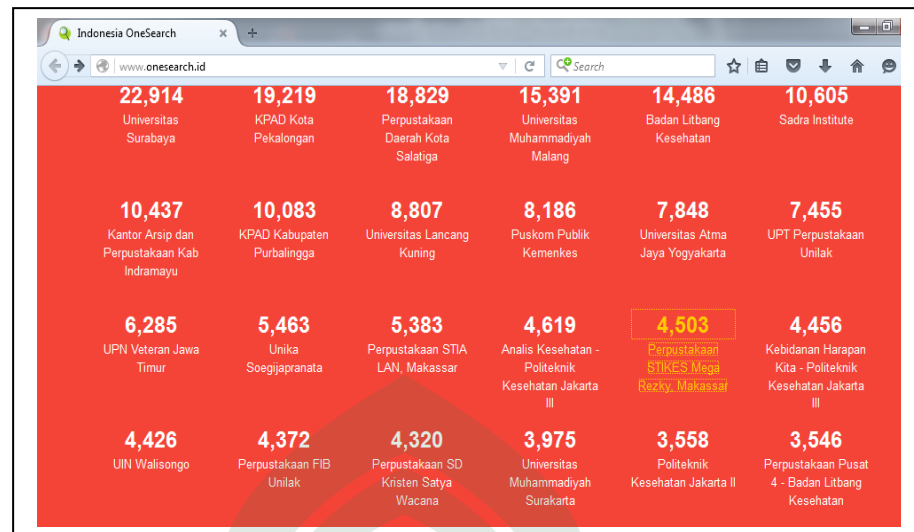 Indonesia OneSearch
www.onesearch.id
Search
22,914 19,219 18,829 15,391 14,486 10,605
Universitas KPAD Kota Perpustakaan Universitas Badan Litbang Sadra Institute
Surabaya Pekalongan Daerah Kota Muhammadiyah Kesehatan
Salatiga Malang
10,437 10,083 8,807 8,186 7,848 7,455
Kantor Arsip dan KPAD Kabupaten Universitas Lancang Puskom Publik Universitas Atma UPT Perpustakaan
Perpustakaan Kab Purbalingga Kuning Kemenkes Jaya Yogyakarta Unilak
Indramayu
6,285 5,463 5,383 4,619 4,503 4,456
UPN Veteran Jawa Unika Perpustakaan STIA Analis Kesehatan - Perpustakaan Kebidanan Harapan
Timur Soegijapranata LAN, Makassar Politeknik STIKES Mega Kita - Politeknik
Kesehatan Jakarta Rezky, Makassar Kesehatan Jakarta
III III
4,426 4,372 4,320 3,975 3,558 3,546
UIN Walisongo Perpustakaan FIB Perpustakaan SD Universitas Politeknik Perpustakaan Pusat
Unilak Kristen Satya Muhammadiyah Kesehatan Jakarta II 4 - Badan Litbang
Wacana Surakarta Kesehatan